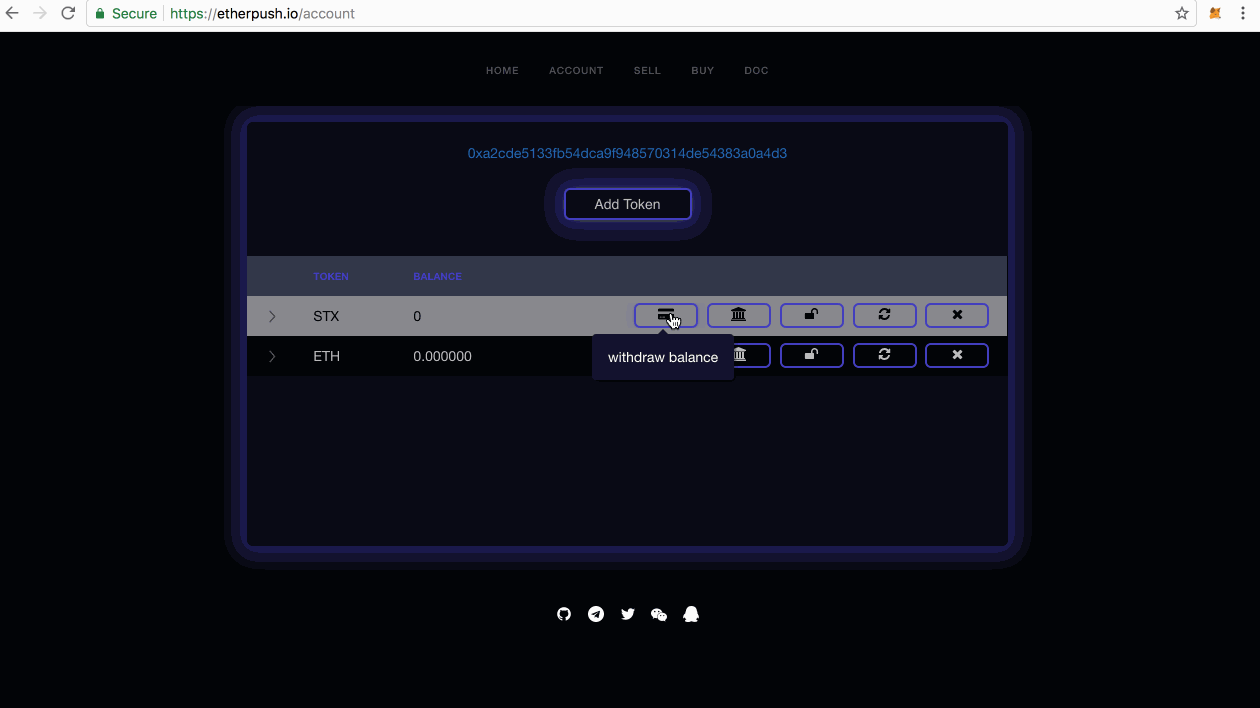 Secure https://etherpush.io/account
HOME ACCOUNT SELL BUY DOC
0xa2cde5133fb54dca9f948570314de54383a0a4d3
Add Token
TOKEN BALANCE
STX 0
ETH 0.000000
withdraw balance